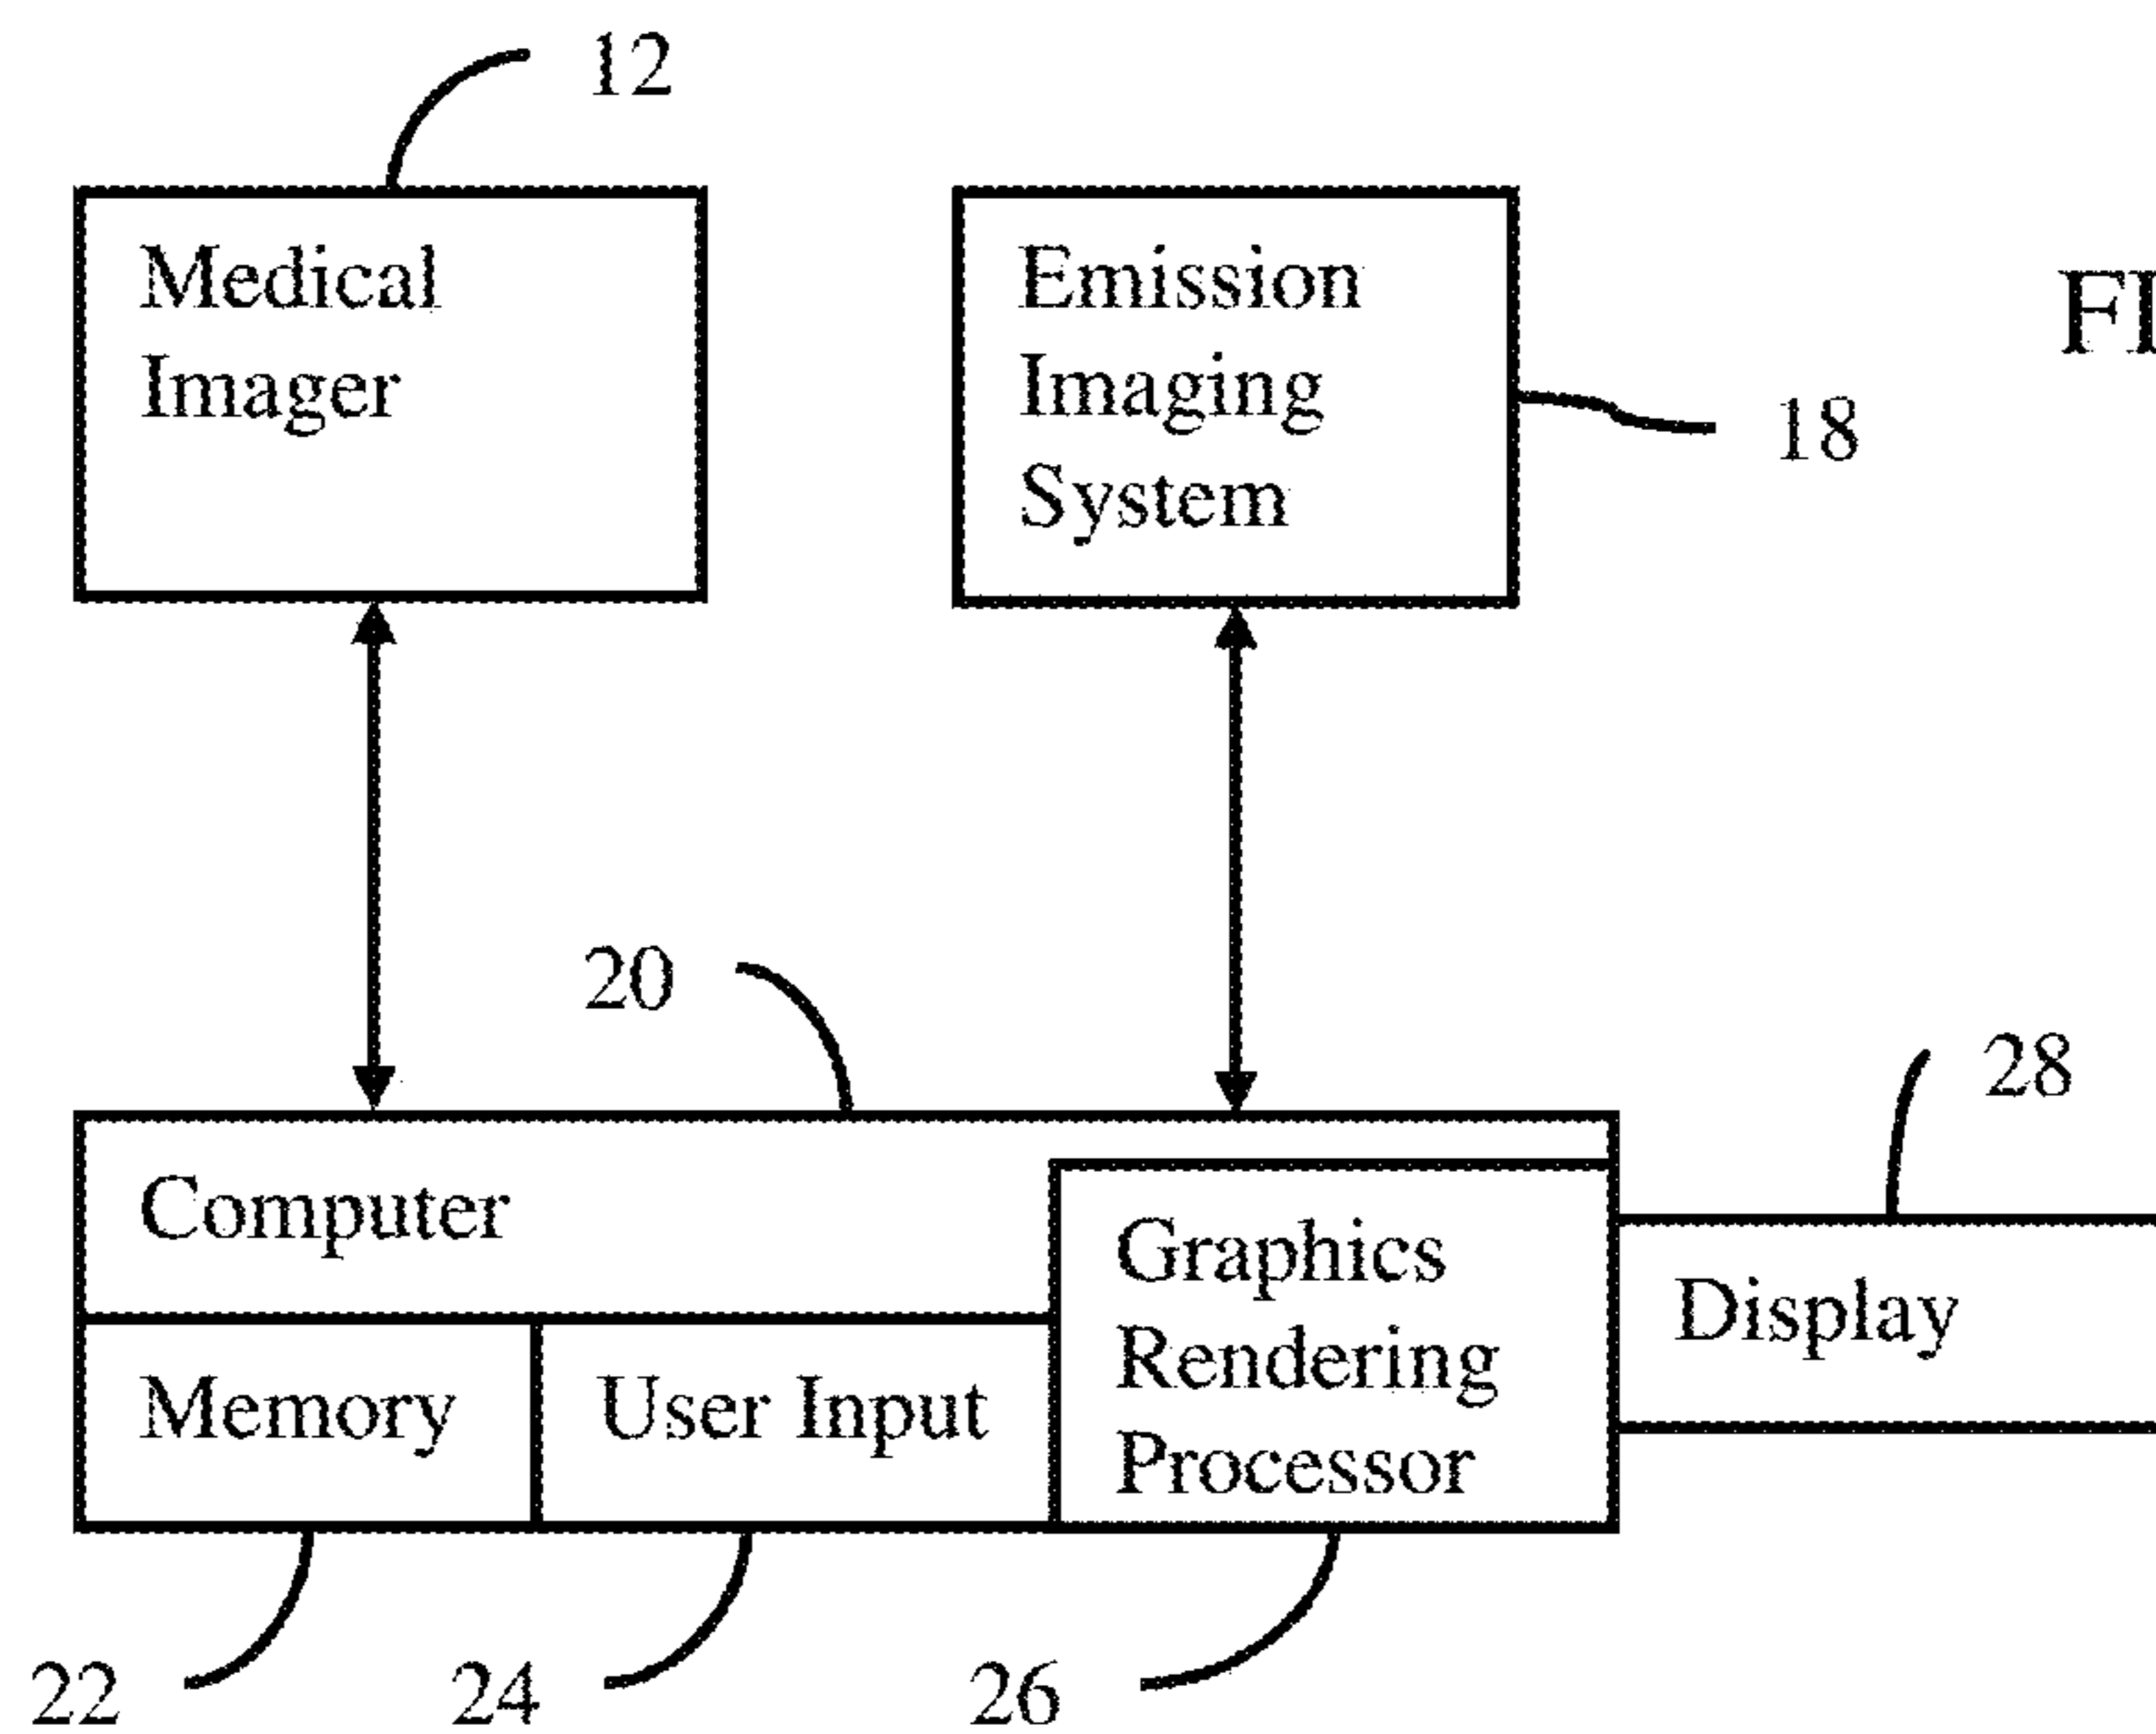 12
Medical
Imager
Emission
Imaging
System
18
20
28
Computer
Graphics
Rendering
Processor
Display
Memory
User Input
22
24
26